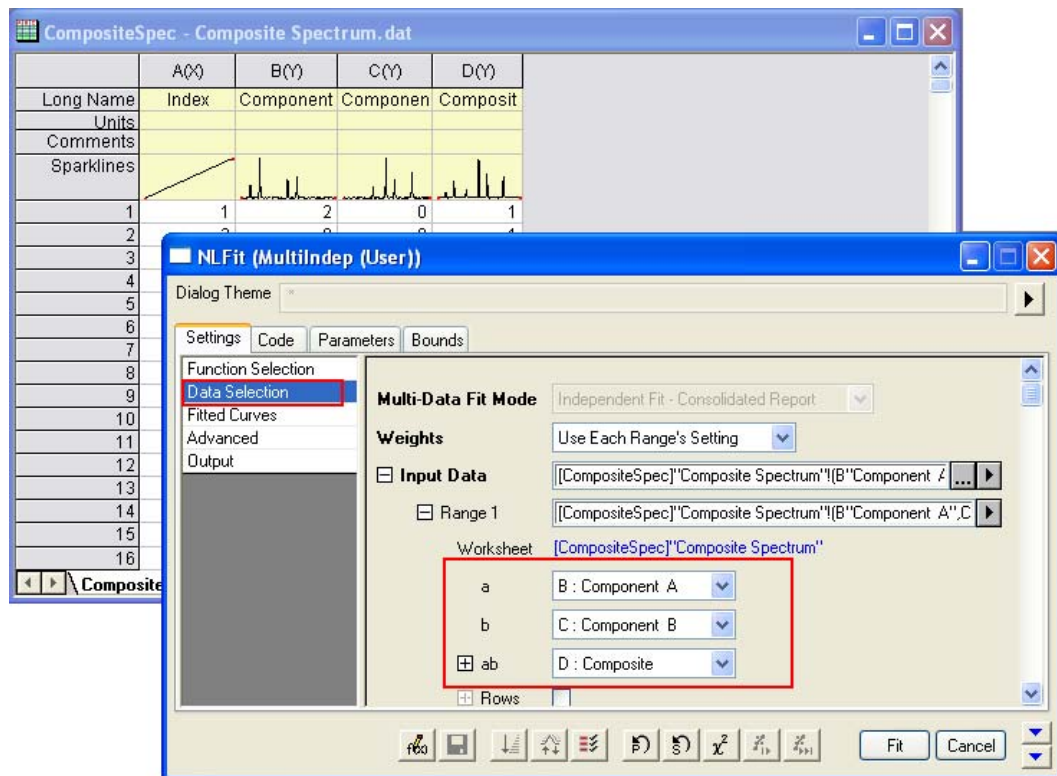 CompositeSpec - Composite Spectrum.dat
A(X) B(Y) C(Y) D(Y)
Long Name Index Component Componen Composit
Units
Comments
Sparklines
1 1 2 0 1
2
3
4
5
6
7
8
9
10
11
12
13
14
15
16
Composite
NLFit (MultiIndep (User))
Dialog Theme *
Settings Code Parameters Bounds
Function Selection
Data Selection
Fitted Curves
Advanced
Output
Multi-Data Fit Mode Independent Fit - Consolidated Report
Weights Use Each Range's Setting
Input Data [CompositeSpec]"Composite Spectrum"!(B"Component A ...
Range 1 [CompositeSpec]"Composite Spectrum"!(B"Component A",C
Worksheet [CompositeSpec]"Composite Spectrum"
a B : Component A
b C : Component B
ab D : Composite
Rows
Fit Cancel